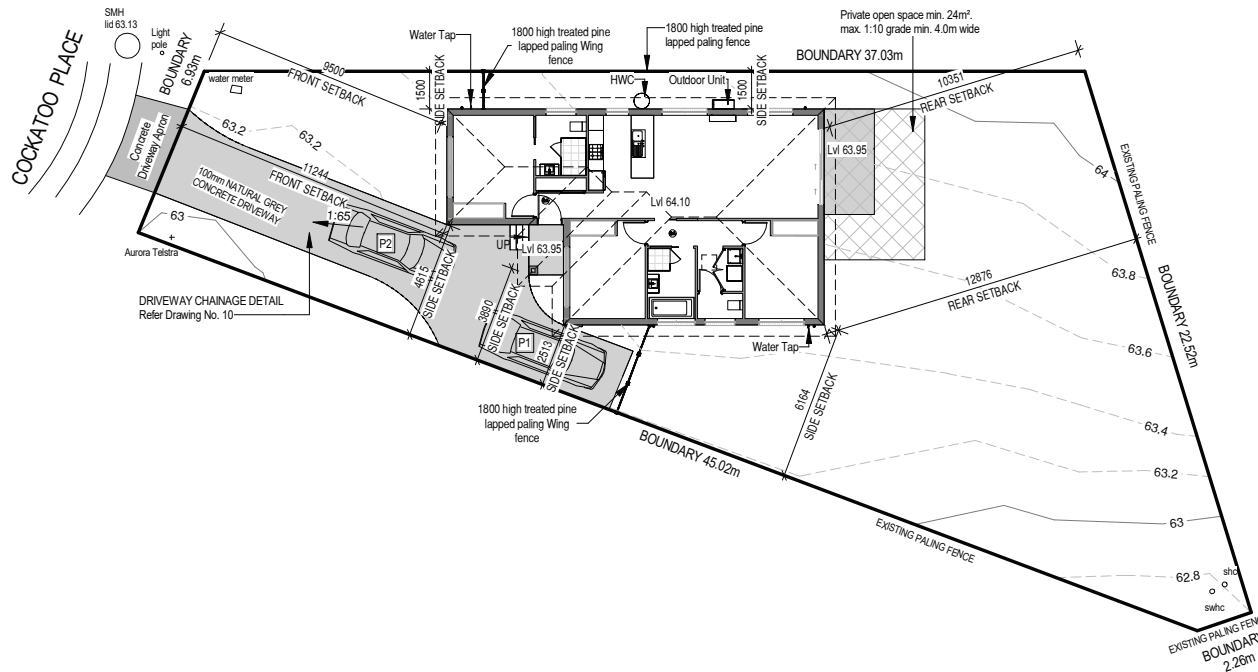 SMH
lid 63.13
Light
pole
COCKATOO PLACE
BOUNDARY
6.93m
water meter
Concrete
Driveway Apron
63.2
63.2
9500
FRONT SETBACK
11244
FRONT SETBACK
100mm NATURAL GREY
CONCRETE DRIVEWAY
1:65
P2
63
Aurora Telstra
DRIVEWAY CHAINAGE DETAIL
Refer Drawing No. 10
Water Tap
1800 high treated pine
lapped paling Wing
fence
1800 high treated pine
lapped paling fence
HWC
Outdoor Unit
1500
SIDE SETBACK
1500
SIDE SETBACK
BOUNDARY 37.03m
Private open space min. 24m².
max. 1:10 grade min. 4.0m wide
10351
REAR SETBACK
Lvl 63.95
Lvl 64.10
UP
Lvl 63.95
4615
SIDE SETBACK
3890
SIDE SETBACK
P1
2513
SIDE SETBACK
Water Tap
12876
REAR SETBACK
6164
SIDE SETBACK
1800 high treated pine
lapped paling Wing
fence
BOUNDARY 45.02m
EXISTING PALING FENCE
EXISTING PALING FENCE
BOUNDARY 22.52m
64
63.8
63.6
63.4
63.2
63
62.8
shc
swhc
EXISTING PALING FENC
BOUNDARY
2.26m